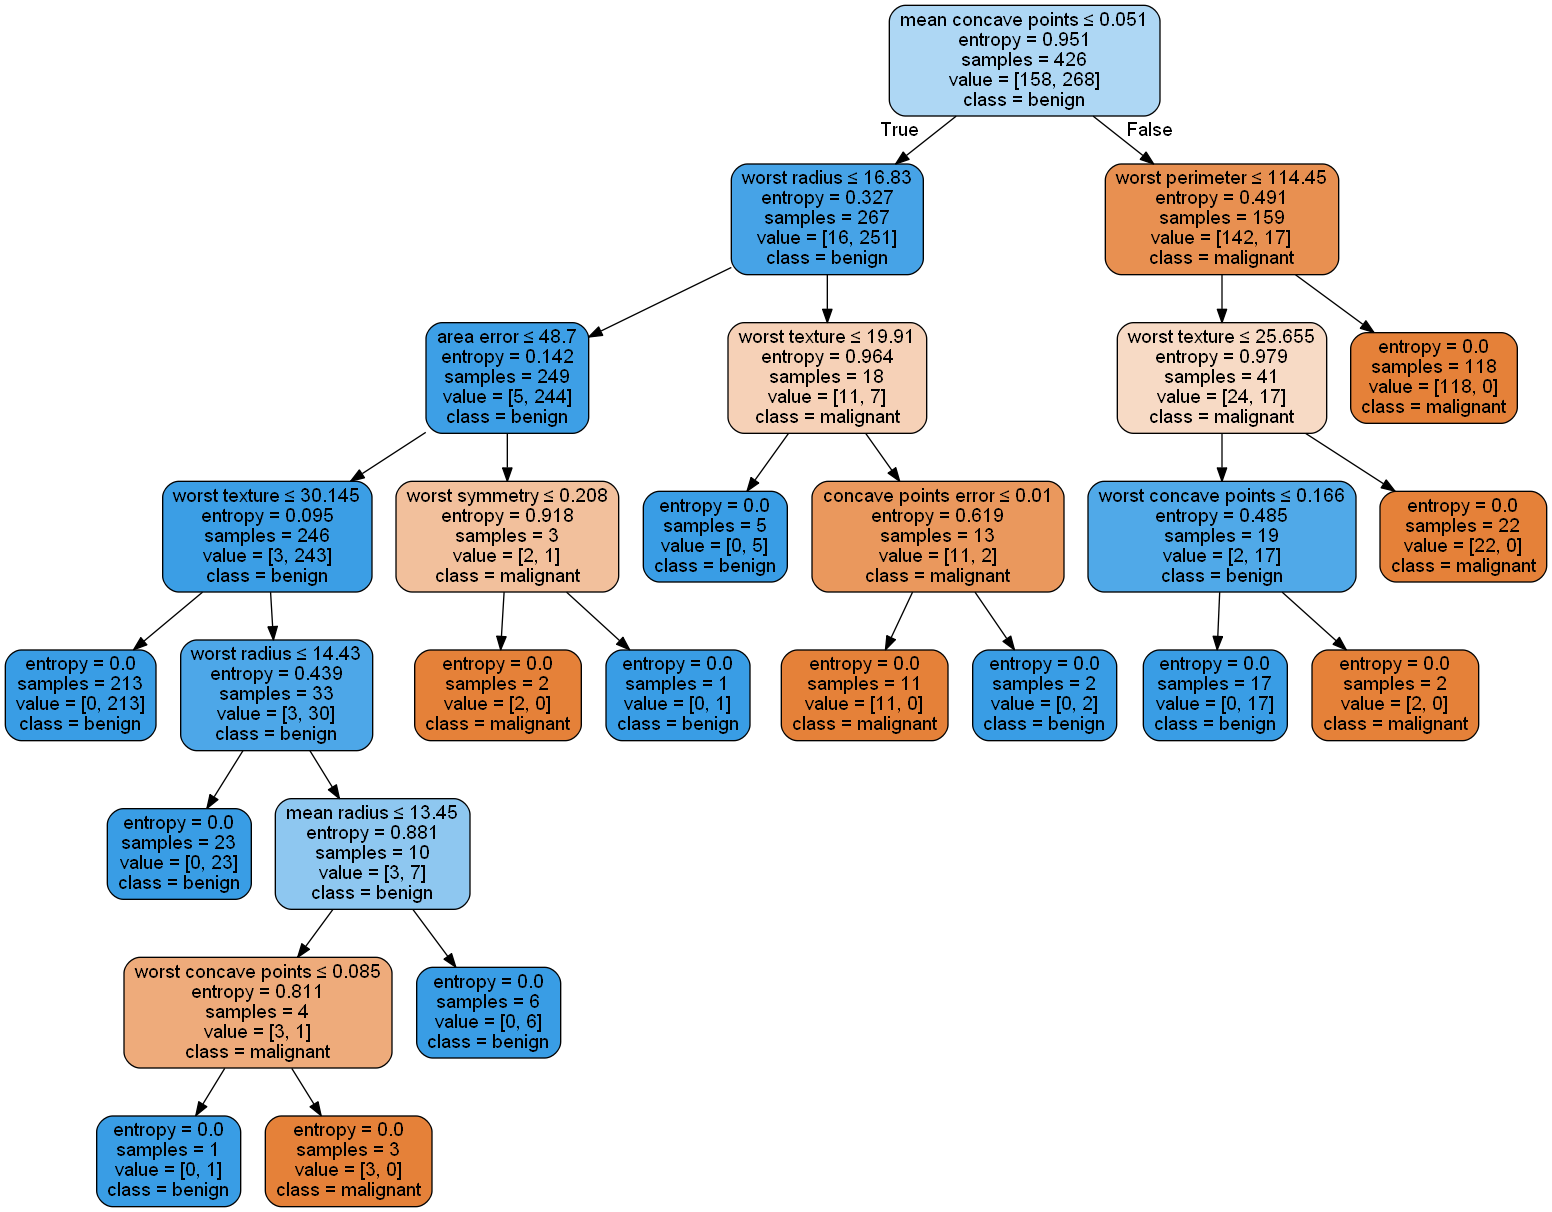 mean concave points ≤ 0.051
entropy = 0.951
samples = 426
value = [158, 268]
class = benign
True
False
worst radius ≤ 16.83
entropy = 0.327
samples = 267
value = [16, 251]
class = benign
worst perimeter ≤ 114.45
entropy = 0.491
samples = 159
value = [142, 17]
class = malignant
area error ≤ 48.7
entropy = 0.142
samples = 249
value = [5, 244]
class = benign
worst texture ≤ 19.91
entropy = 0.964
samples = 18
value = [11, 7]
class = malignant
worst texture ≤ 25.655
entropy = 0.979
samples = 41
value = [24, 17]
class = malignant
entropy = 0.0
samples = 118
value = [118, 0]
class = malignant
worst texture ≤ 30.145
entropy = 0.095
samples = 246
value = [3, 243]
class = benign
worst symmetry ≤ 0.208
entropy = 0.918
samples = 3
value = [2, 1]
class = malignant
entropy = 0.0
samples = 5
value = [0, 5]
class = benign
concave points error ≤ 0.01
entropy = 0.619
samples = 13
value = [11, 2]
class = malignant
worst concave points ≤ 0.166
entropy = 0.485
samples = 19
value = [2, 17]
class = benign
entropy = 0.0
samples = 22
value = [22, 0]
class = malignant
entropy = 0.0
samples = 213
value = [0, 213]
class = benign
worst radius ≤ 14.43
entropy = 0.439
samples = 33
value = [3, 30]
class = benign
entropy = 0.0
samples = 2
value = [2, 0]
class = malignant
entropy = 0.0
samples = 1
value = [0, 1]
class = benign
entropy = 0.0
samples = 11
value = [11, 0]
class = malignant
entropy = 0.0
samples = 2
value = [0, 2]
class = benign
entropy = 0.0
samples = 17
value = [0, 17]
class = benign
entropy = 0.0
samples = 2
value = [2, 0]
class = malignant
entropy = 0.0
samples = 23
value = [0, 23]
class = benign
mean radius ≤ 13.45
entropy = 0.881
samples = 10
value = [3, 7]
class = benign
worst concave points ≤ 0.085
entropy = 0.811
samples = 4
value = [3, 1]
class = malignant
entropy = 0.0
samples = 6
value = [0, 6]
class = benign
entropy = 0.0
samples = 1
value = [0, 1]
class = benign
entropy = 0.0
samples = 3
value = [3, 0]
class = malignant